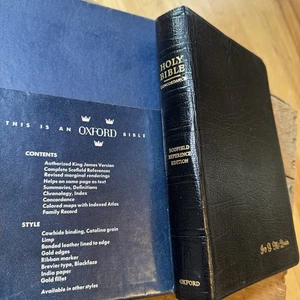 THIS IS AN OXFORD BIBLE
CONTENTS
Authorized King James Version
Complete Scofield References
Revised marginal renderings
Helps on same page as text
Summaries, Definitions
Chronology, Index
Concordance
Colored maps with Indexed Atlas
Family Record
STYLE
Cowhide binding, Catalina grain
Limp
Bonded leather lined to edge
Gold edges
Ribbon marker
Brevier type, Blackface
India paper
Gold fillet
Available in other styles
HOLY
BIBLE
CONCORDANCE
SCOFIELD
REFERENCE
EDITION
OXFORD